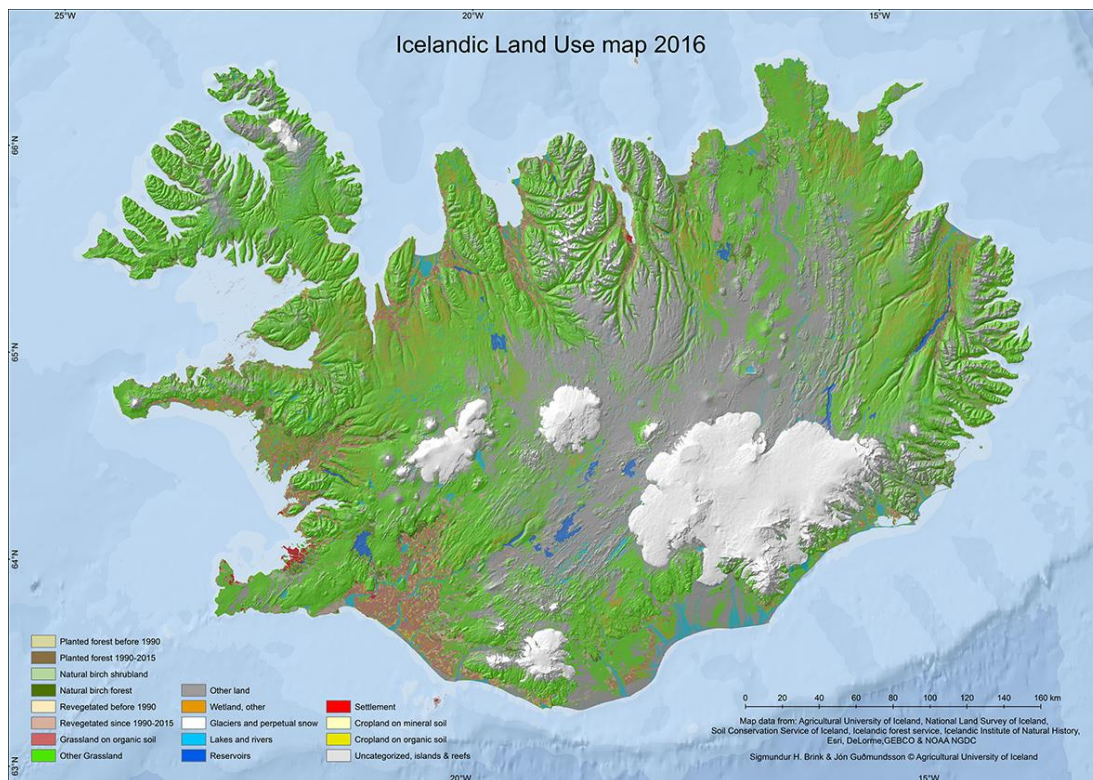 25°W
20°W
15°W
Icelandic Land Use map 2016
66°N
65°N
64°N
63°N
Planted forest before 1990
Planted forest 1990-2015
Natural birch shrubland
Natural birch forest
Revegetated before 1990
Revegetated since 1990-2015
Grassland on organic soil
Other Grassland
Other land
Wetland, other
Glaciers and perpetual snow
Lakes and rivers
Reservoirs
Settlement
Cropland on mineral soil
Cropland on organic soil
Uncategorized, islands & reefs
0 20 40 60 80 100 120 140 160 km
Map data from: Agricultural University of Iceland, National Land Survey of Iceland,
Soil Conservation Service of Iceland, Icelandic forest service, Icelandic Institute of Natural History,
Esri, DeLorme,GEBCO & NOAA NGDC
Sigmundur H. Brink & Jón Guðmundsson © Agricultural University of Iceland
20°W
15°W